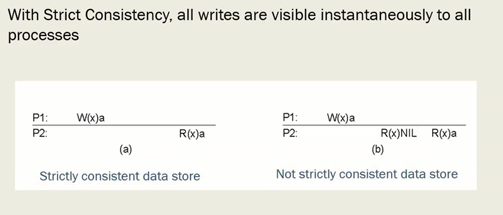 With Strict Consistency, all writes are visible instantaneously to all
processes
P1: W(x)a
P2: R(x)a
(a)
Strictly consistent data store
P1: W(x)a
P2: R(x)NIL R(x)a
(b)
Not strictly consistent data store